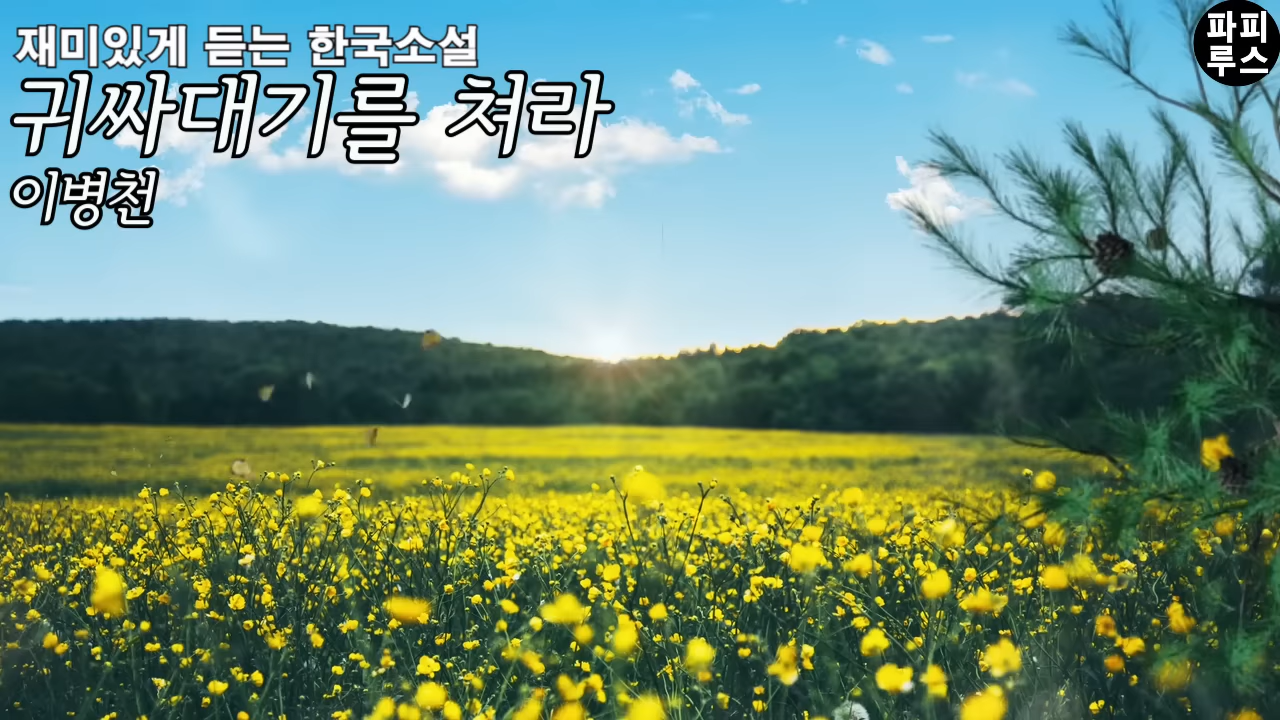 재미있게 듣는 한국소설
귀싸대기를 쳐라
이병천
파피
루스